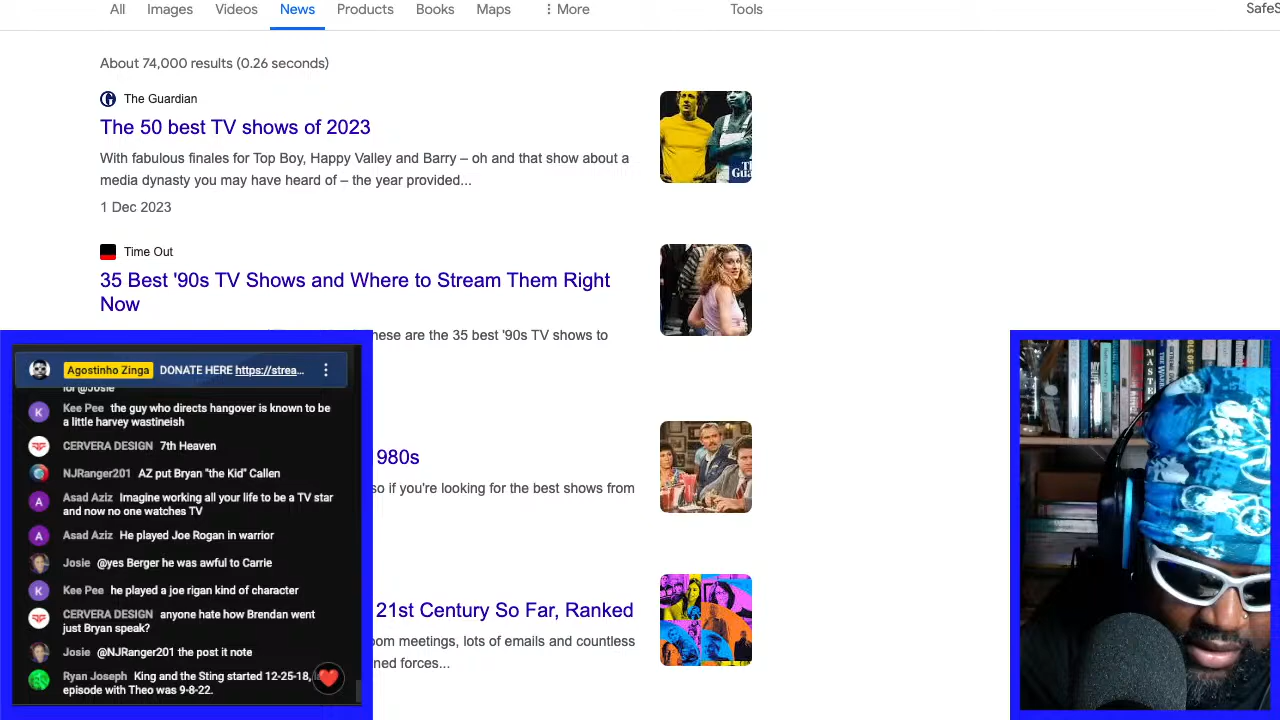 All Images Videos News Products Books Maps More Tools SafeS
About 74,000 results (0.26 seconds)
The Guardian
The 50 best TV shows of 2023
With fabulous finales for Top Boy, Happy Valley and Barry – oh and that show about a
media dynasty you may have heard of – the year provided...
1 Dec 2023
Time Out
35 Best '90s TV Shows and Where to Stream Them Right
Now
hese are the 35 best '90s TV shows to
980s
so if you're looking for the best shows from
21st Century So Far, Ranked
oom meetings, lots of emails and countless
ned forces...
Agostinho Zinga DONATE HERE https://strea...
for @Josie
Kee Pee the guy who directs hangover is known to be
a little harvey wastineish
CERVERA DESIGN 7th Heaven
NJRanger201 AZ put Bryan "the Kid" Callen
Asad Aziz Imagine working all your life to be a TV star
and now no one watches TV
Asad Aziz He played Joe Rogan in warrior
Josie @yes Berger he was awful to Carrie
Kee Pee he played a joe rigan kind of character
CERVERA DESIGN anyone hate how Brendan went
just Bryan speak?
Josie @NJRanger201 the post it note
Ryan Joseph King and the Sting started 12-25-18,
episode with Theo was 9-8-22.